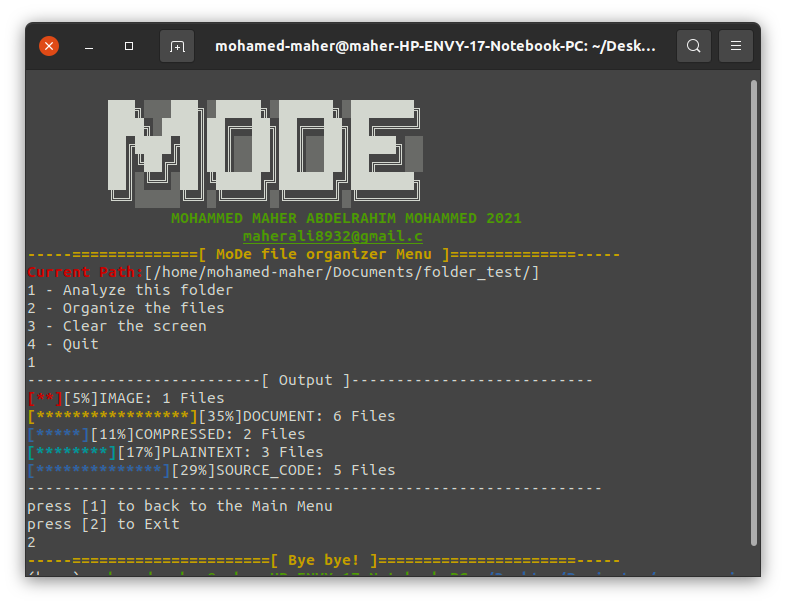 mohamed-maher@maher-HP-ENVY-17-Notebook-PC: ~/Desk...
MODE
MOHAMMED MAHER ABDELRAHIM MOHAMMED 2021
maherali8932@gmail.c
-----==============[ MoDe file organizer Menu ]==============-----
Current Path:[/home/mohamed-maher/Documents/folder_test/]
1 - Analyze this folder
2 - Organize the files
3 - Clear the screen
4 - Quit
1
--------------------------[ Output ]---------------------------
[**][5%]IMAGE: 1 Files
[*****************][35%]DOCUMENT: 6 Files
[*****][11%]COMPRESSED: 2 Files
[********][17%]PLAINTEXT: 3 Files
[**************][29%]SOURCE_CODE: 5 Files
----------------------------------------------------------------
press [1] to back to the Main Menu
press [2] to Exit
2
-----======================[ Bye bye! ]======================-----